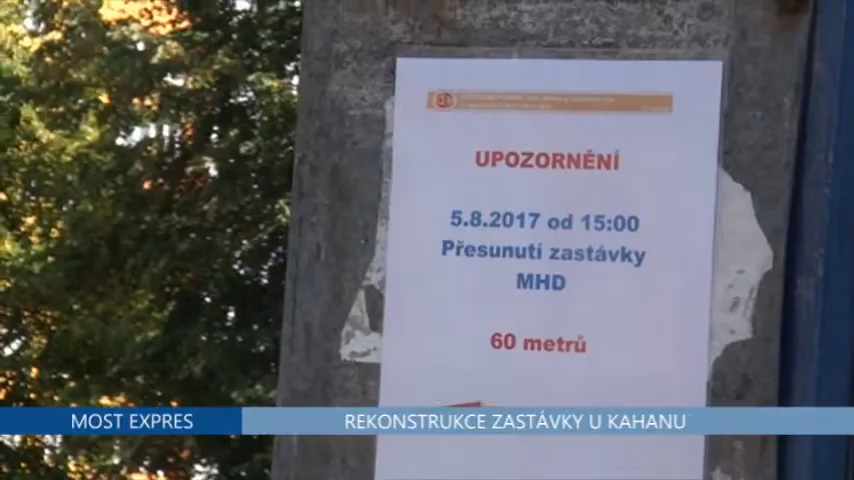 UPOZORNĚNÍ
5.8.2017 od 15:00
Přesunutí zastávky
MHD
60 metrů
MOST EXPRES
REKONSTRUKCE ZASTÁVKY U KAHANU